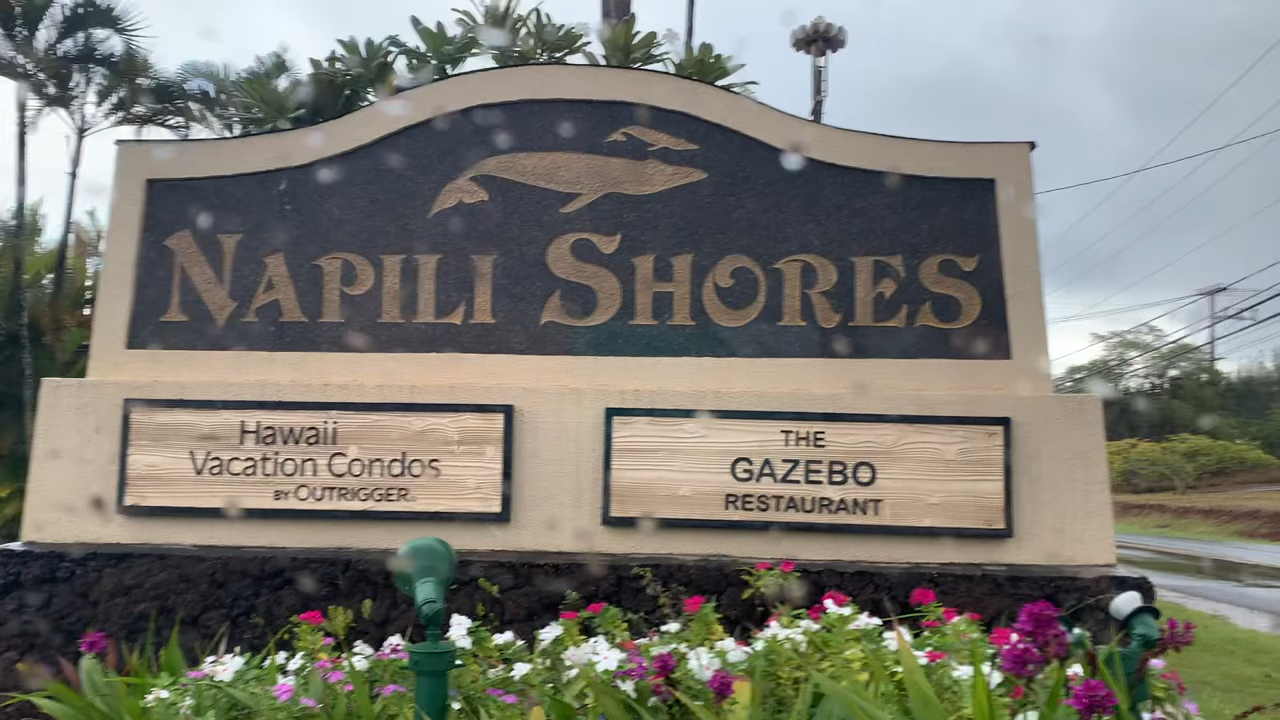 NAPILI SHORES
Hawaii
Vacation Condos
BY OUTRIGGER
THE
GAZEBO
RESTAURANT